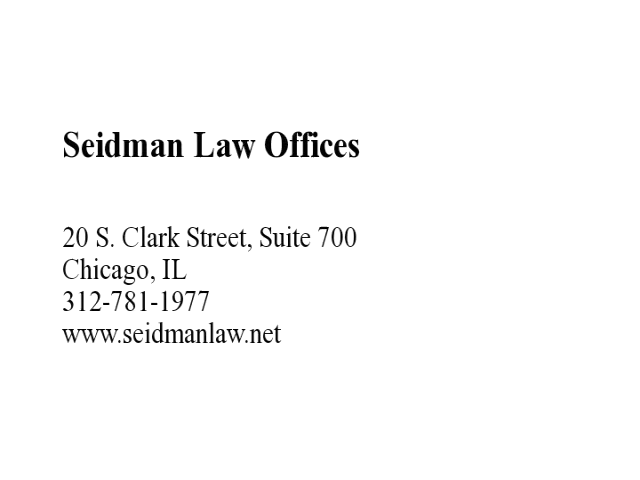 Seidman Law Offices
20 S. Clark Street, Suite 700
Chicago, IL
312-781-1977
www.seidmanlaw.net